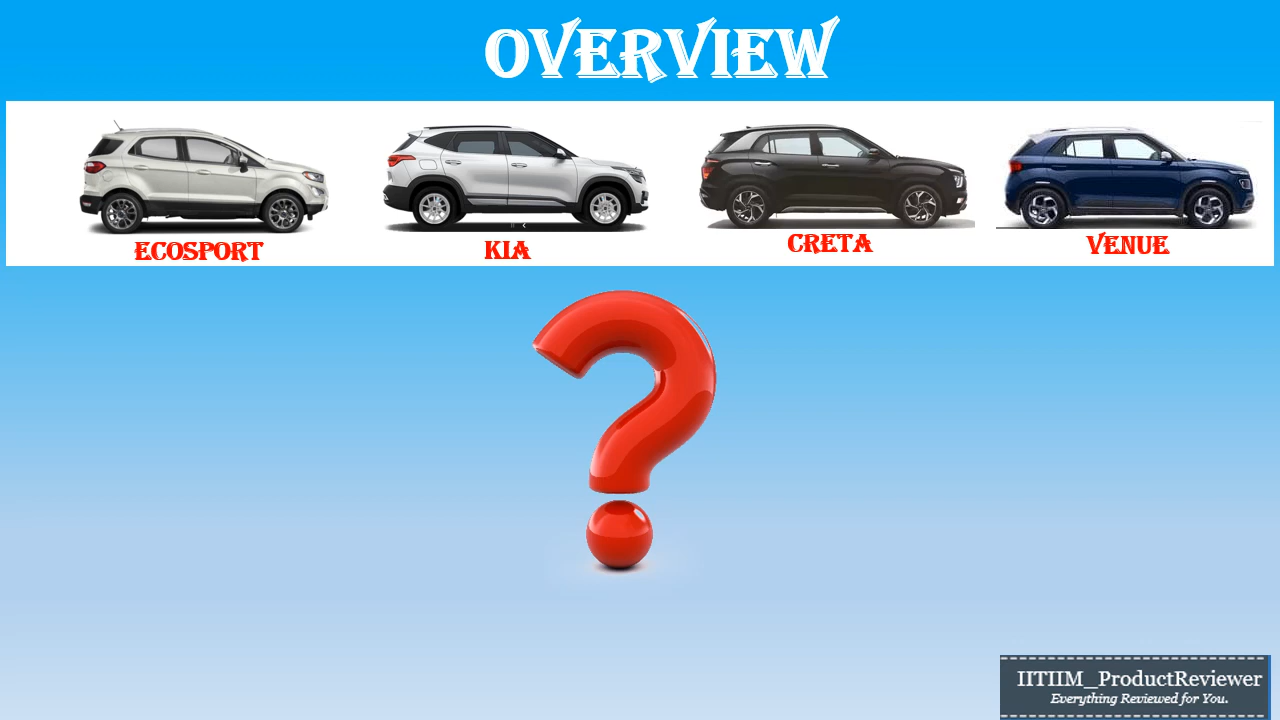 OVERVIEW
ECOSPORT
KIA
CRETA
VENUE
IITIIM_ProductReviewer
Everything Reviewed for You.